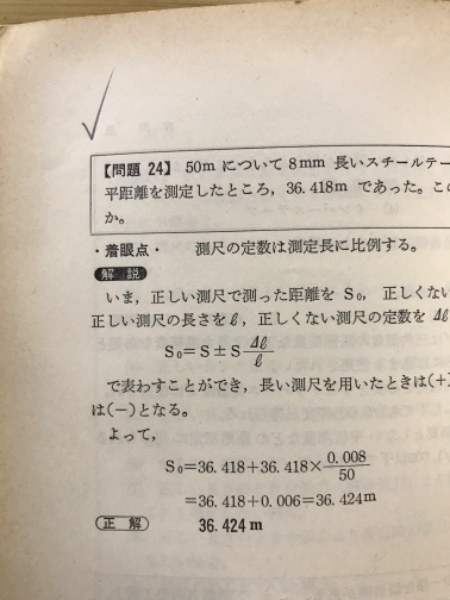 【問題 24】 50m について 8mm 長いスチールテー
平距離を測定したところ, 36.418m であった。この
か。
・着眼点・ 測尺の定数は測定長に比例する。
解説
いま, 正しい測尺で測った距離を S₀, 正しくない
正しい測尺の長さをℓ, 正しくない測尺の定数を Δℓ
S₀=S±S Δℓ/ℓ
で表わすことができ, 長い測尺を用いたときは(+)
は(−)となる。
よって,
S₀=36.418+36.418× 0.008/50
=36.418+0.006=36.424m
正解 36.424 m